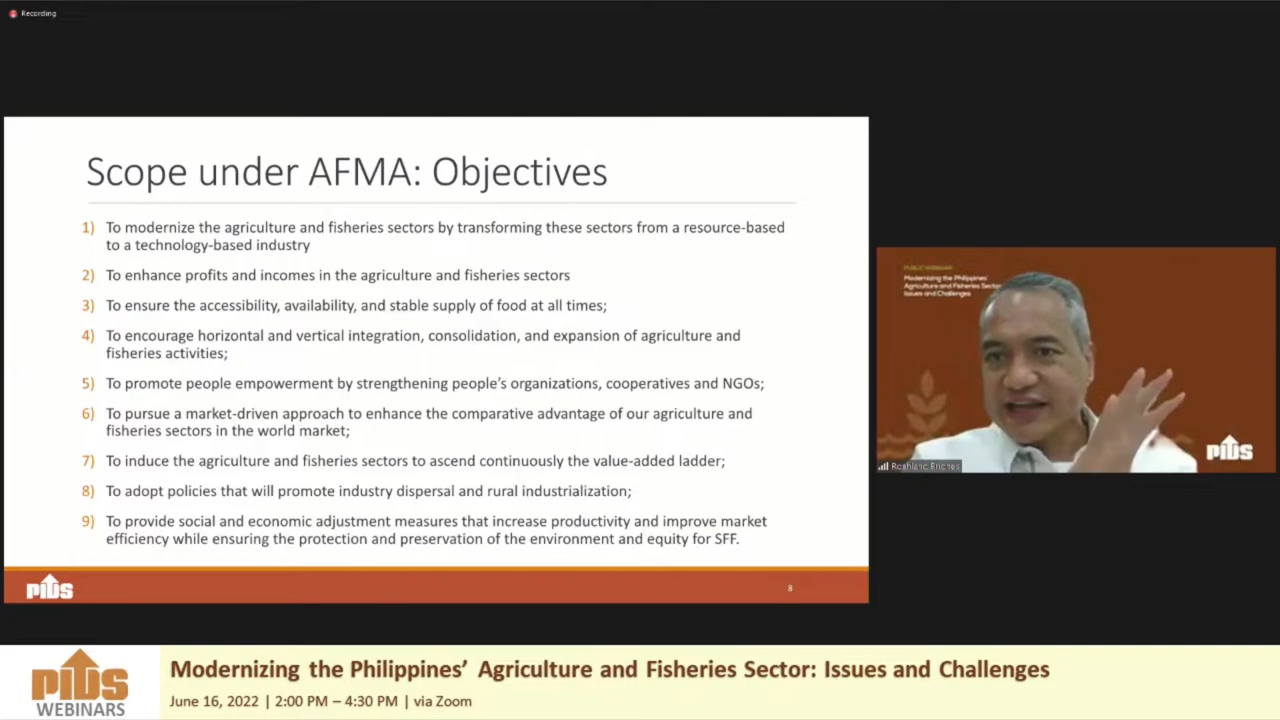 Recording
Scope under AFMA: Objectives
1) To modernize the agriculture and fisheries sectors by transforming these sectors from a resource-based
to a technology-based industry
2) To enhance profits and incomes in the agriculture and fisheries sectors
3) To ensure the accessibility, availability, and stable supply of food at all times;
4) To encourage horizontal and vertical integration, consolidation, and expansion of agriculture and
fisheries activities;
5) To promote people empowerment by strengthening people's organizations, cooperatives and NGOs;
6) To pursue a market-driven approach to enhance the comparative advantage of our agriculture and
fisheries sectors in the world market;
7) To induce the agriculture and fisheries sectors to ascend continuously the value-added ladder;
8) To adopt policies that will promote industry dispersal and rural industrialization;
9) To provide social and economic adjustment measures that increase productivity and improve market
efficiency while ensuring the protection and preservation of the environment and equity for SFF.
PIDS
8
PUBLIC WEBINAR
Modernizing the Philippines'
Agriculture and Fisheries Sector:
Issues and Challenges
PIDS
PIDS
WEBINARS
Modernizing the Philippines' Agriculture and Fisheries Sector: Issues and Challenges
June 16, 2022 | 2:00 PM – 4:30 PM | via Zoom